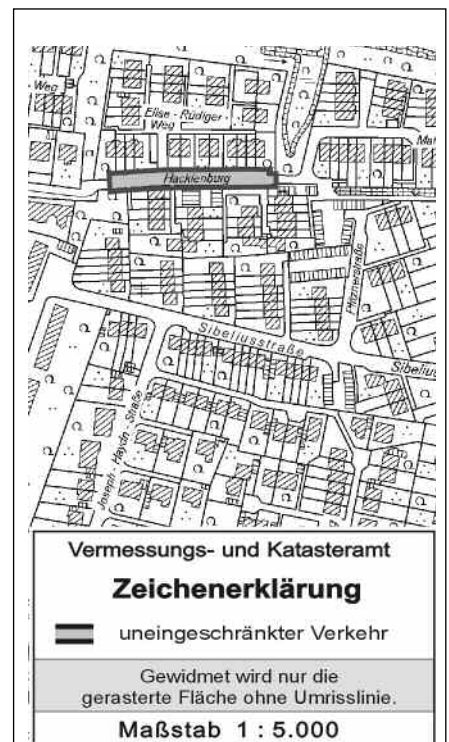 Weg
Elise - Rüdiger -
Weg
Hacklenburg
Pfitznerstraße
Sibeliusstraße
Joseph - Haydn - Straße
Vermessungs- und Katasteramt
Zeichenerklärung
uneingeschränkter Verkehr
Gewidmet wird nur die
gerasterte Fläche ohne Umrisslinie.
Maßstab 1 : 5.000